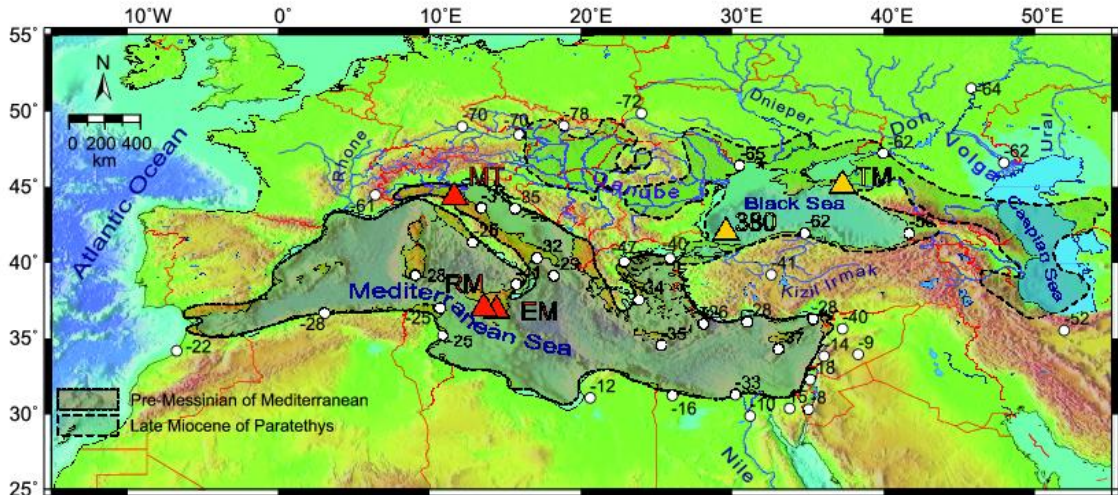 10°W 0° 10°E 20°E 30°E 40°E 50°E
55°
50°
45°
40°
35°
30°
25°
N
0 200 400
km
Atlantic Ocean
Rhone
Danube
Dnieper
Don
Volga
Ural
Black Sea
Caspian Sea
Kizil Irmak
Mediterranean Sea
Nile
MT
TM
380
RM
EM
-70
-70
-78
-72
-64
-62
-62
-55
-61
-85
-26
-32
-29
-28
-47
-40
-52
-56
-41
-34
-35
-26
-28
-28
-40
-52
-22
-28
-25
-25
-37
-14
-9
-18
-12
-16
-33
-10
-8
Pre-Messinian of Mediterranean
Late Miocene of Paratethys